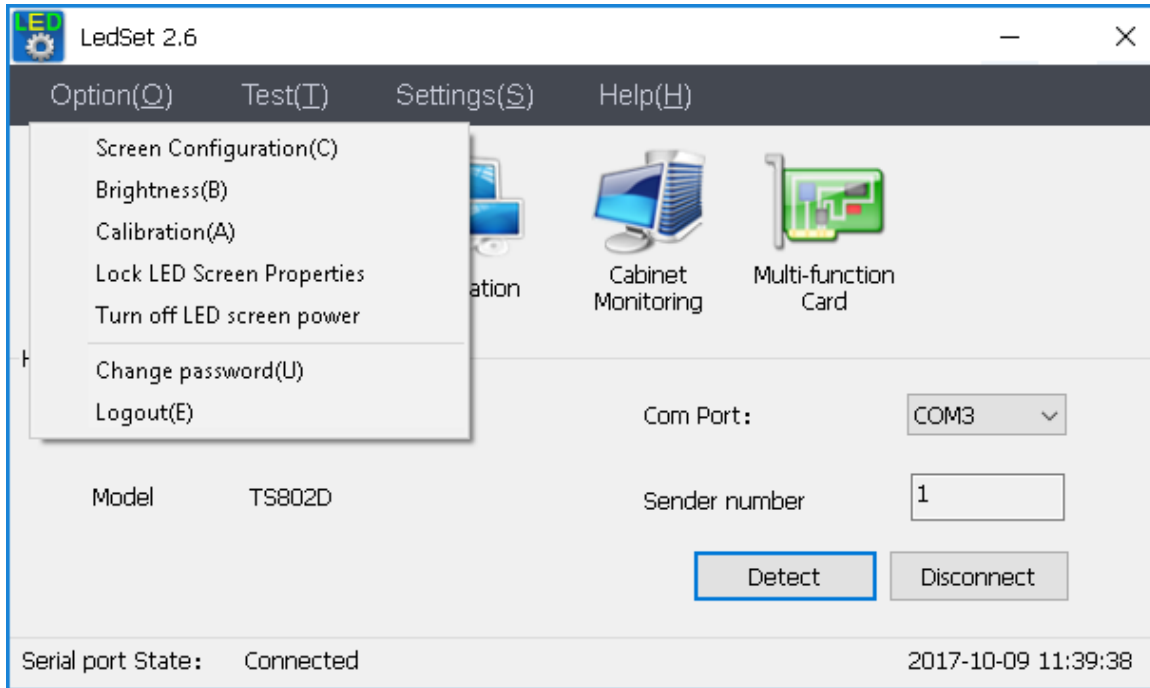 LED
LedSet 2.6
Option(O) Test(T) Settings(S) Help(H)
Screen Configuration(C)
Brightness(B)
Calibration(A)
Lock LED Screen Properties
Turn off LED screen power
Change password(U)
Logout(E)
Cabinet
Monitoring
Multi-function
Card
Com Port:
COM3
Model TS802D
Sender number
1
Detect
Disconnect
Serial port State: Connected
2017-10-09 11:39:38